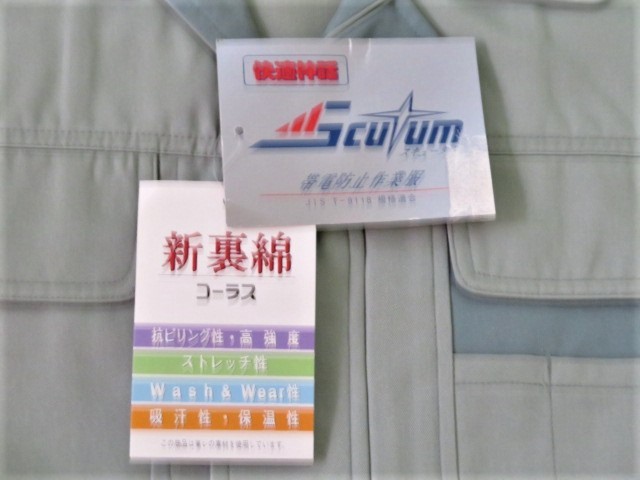 快適神話
Scutum
帯電防止作業服
新裏綿
コーラス
抗ピリング性，高強度
ストレッチ性
Wash & Wear性
吸汗性，保温性